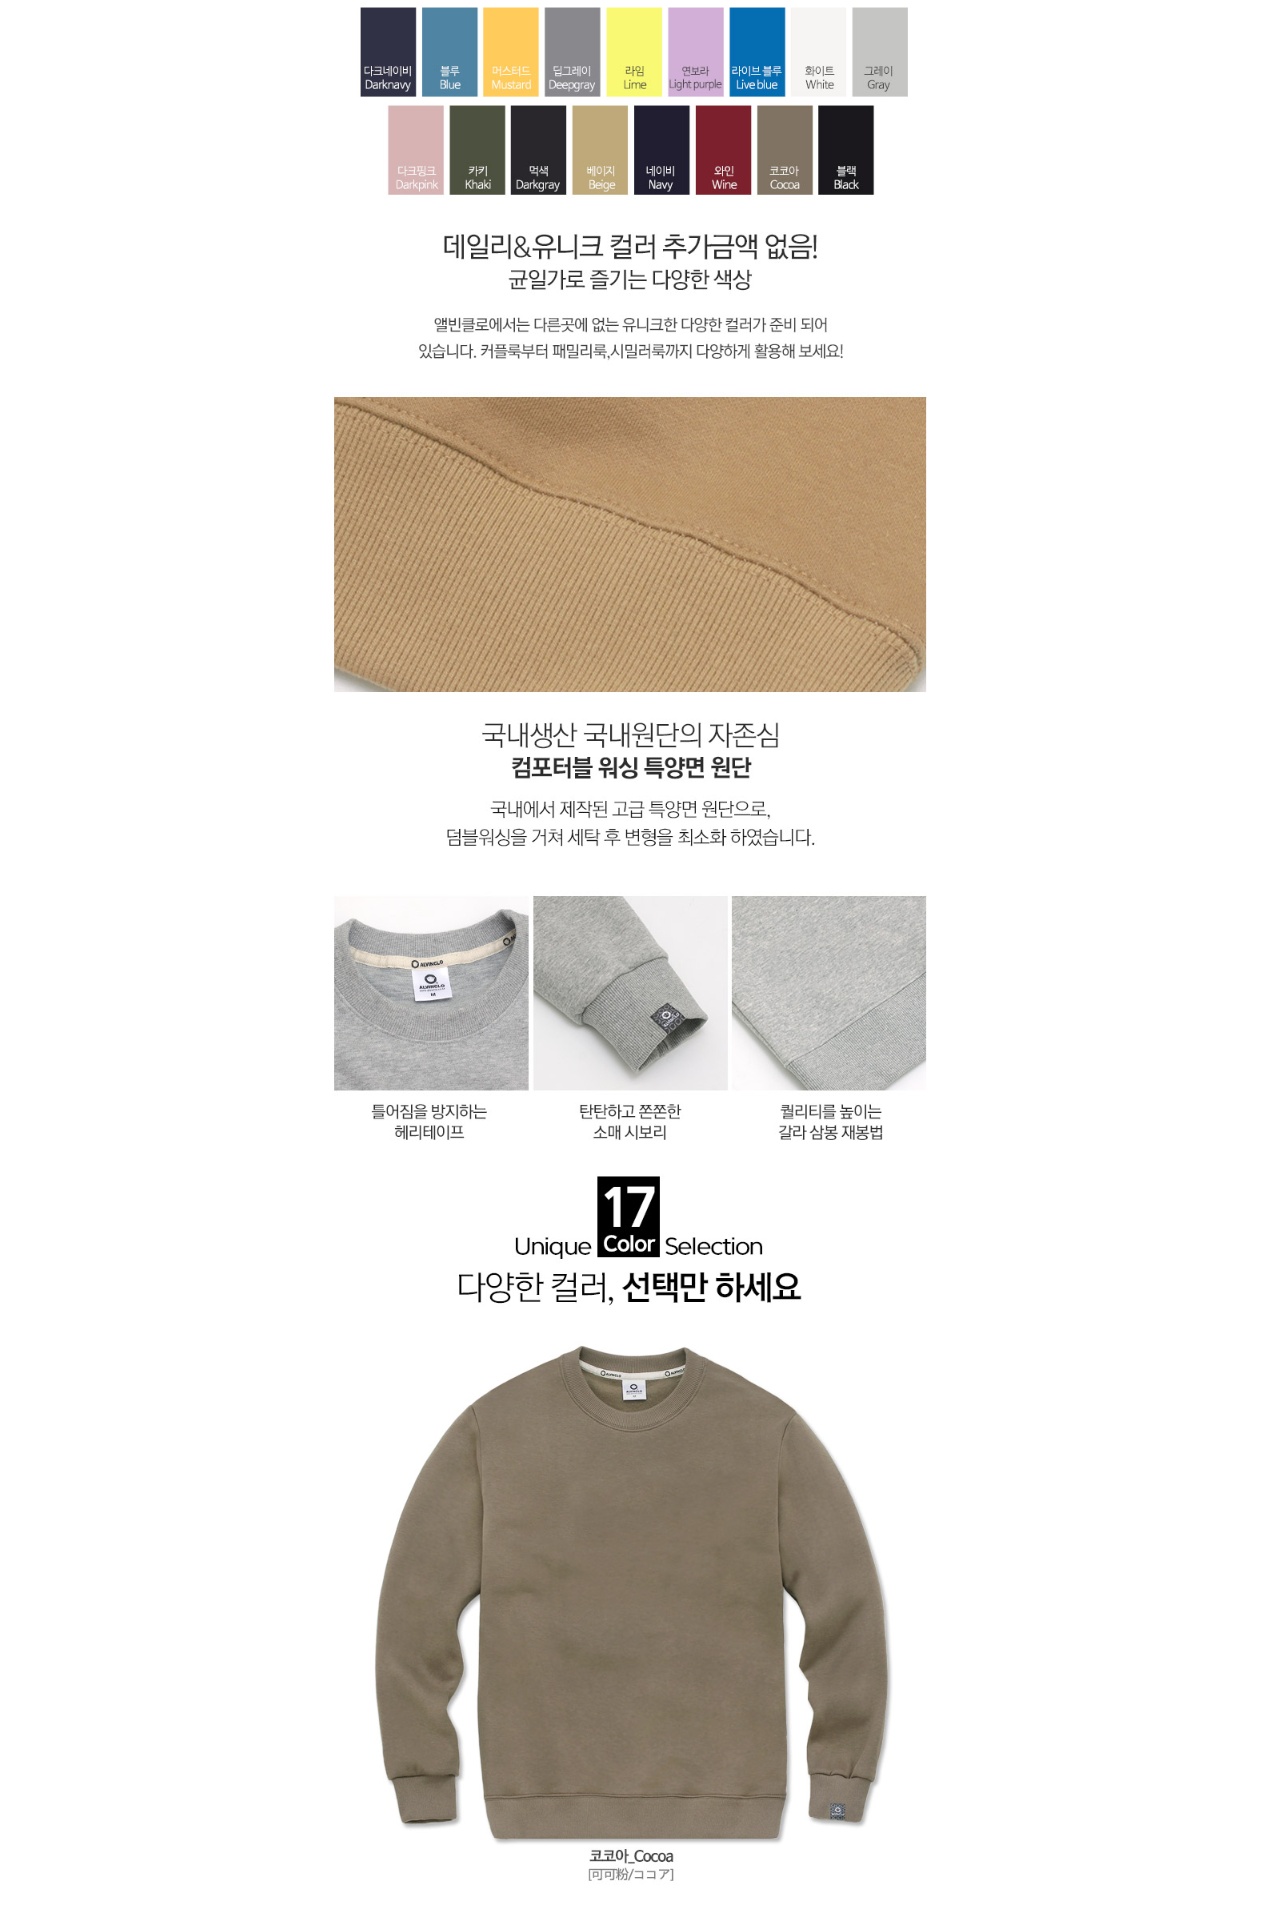 다크네이비 블루 머스터드 딥그레이 라임 연보라 라이브 블루 화이트 그레이
Darknavy Blue Mustard Deepgray Lime Light purple Live blue White Gray
다크핑크 카키 먹색 베이지 네이비 와인 코코아 블랙
Darkpink Khaki Darkgray Beige Navy Wine Cocoa Black
데일리&유니크 컬러 추가금액 없음!
균일가로 즐기는 다양한 색상
앨빈클로에서는 다른곳에 없는 유니크한 다양한 컬러가 준비 되어
있습니다. 커플룩부터 패밀리룩,시밀러룩까지 다양하게 활용해 보세요!
국내생산 국내원단의 자존심
컴포터블 워싱 특양면 원단
국내에서 제작된 고급 특양면 원단으로,
덤블워싱을 거쳐 세탁 후 변형을 최소화 하였습니다.
ALVINCLO
ALVINCLO
M
틀어짐을 방지하는
헤리테이프
탄탄하고 쫀쫀한
소매 시보리
퀄리티를 높이는
갈라 삼봉 재봉법
17
Unique Color Selection
다양한 컬러, 선택만 하세요
코코아_Cocoa
[可可粉/ココア]